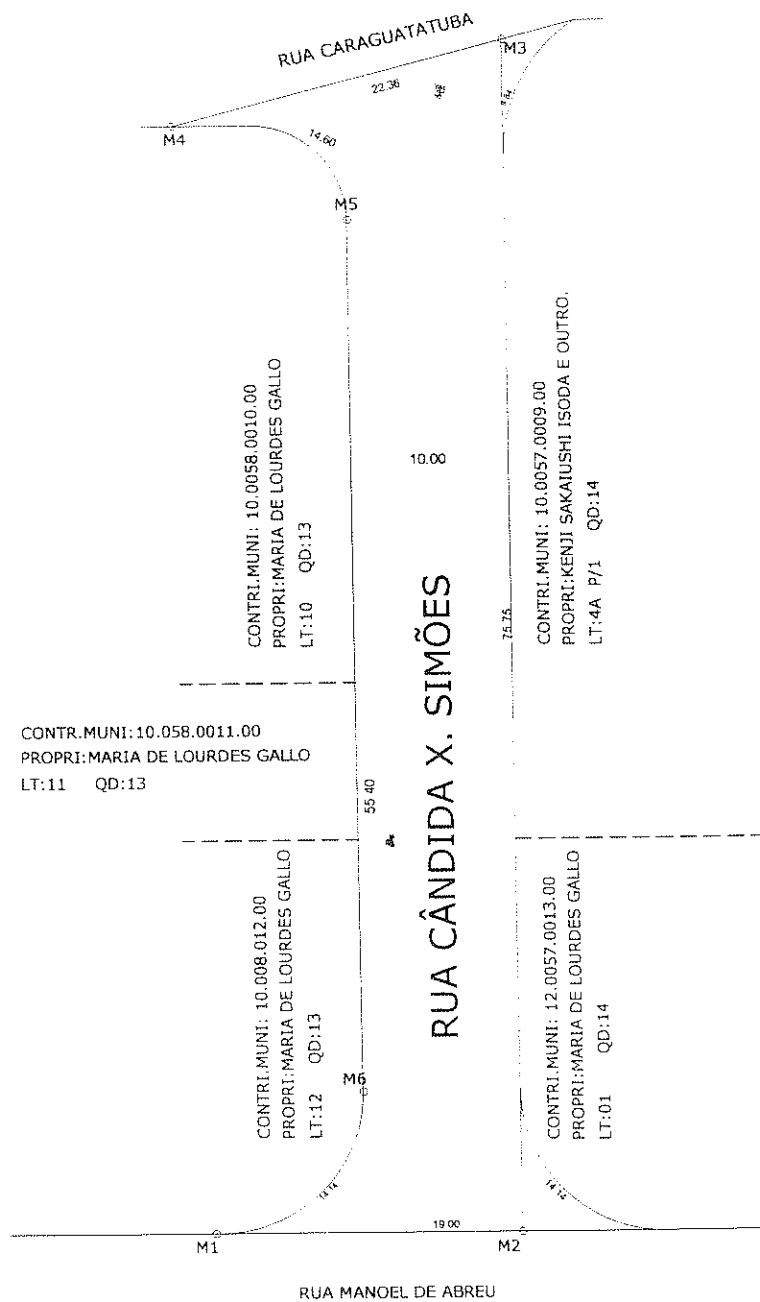 RUA CARAGUATATUBA
M3
22.36
M4
14.60
M5
CONTRI.MUNI: 10.0058.0010.00
PROPRI:MARIA DE LOURDES GALLO
LT:10 QD:13
10.00
CONTRI.MUNI: 10.0057.0009.00
PROPRI:KENJI SAKAIUSHI ISODA E OUTRO.
LT:4A P/1 QD:14
75.75
CONTR.MUNI:10.058.0011.00
PROPRI:MARIA DE LOURDES GALLO
LT:11 QD:13
55.40
RUA CÂNDIDA X. SIMÕES
CONTRI.MUNI: 10.008.012.00
PROPRI:MARIA DE LOURDES GALLO
LT:12 QD:13
M6
CONTRI.MUNI: 12.0057.0013.00
PROPRI:MARIA DE LOURDES GALLO
LT:01 QD:14
14.14
14.14
19.00
M1
M2
RUA MANOEL DE ABREU